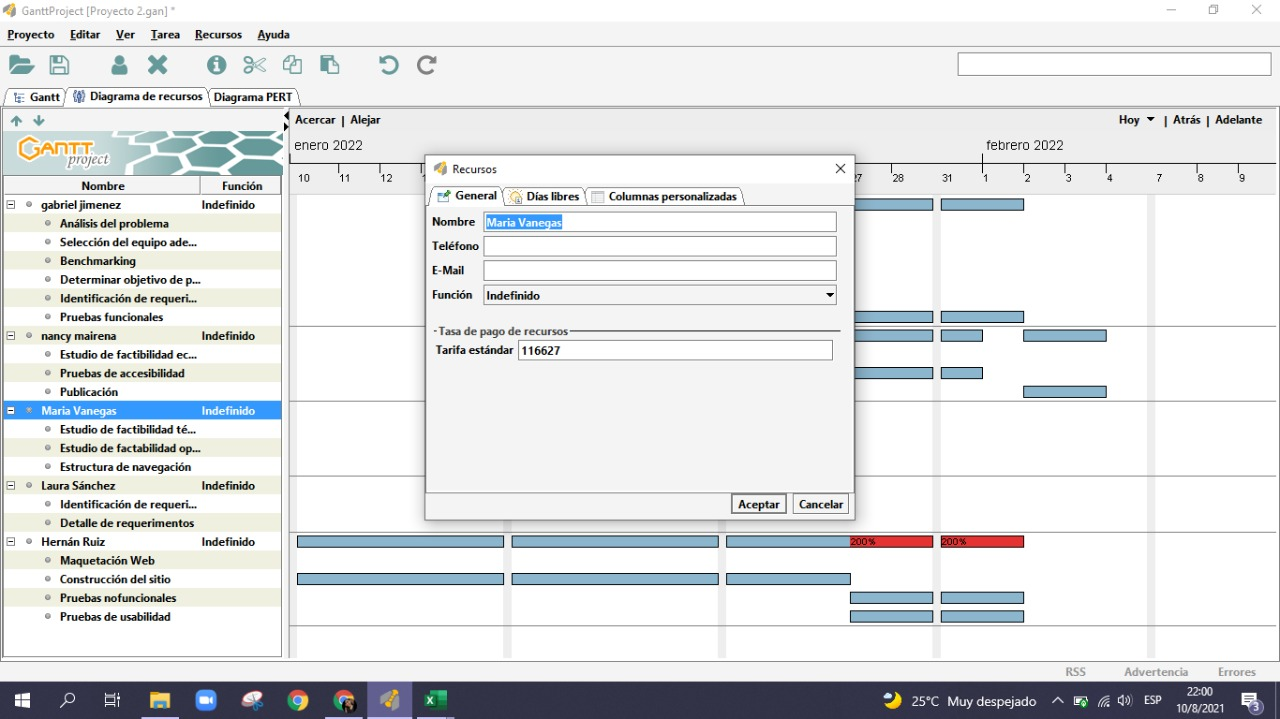 GanttProject [Proyecto 2.gan] *
Proyecto Editar Ver Tarea Recursos Ayuda
Gantt Diagrama de recursos Diagrama PERT
Acercar | Alejar Hoy | Atrás | Adelante
GANTT project
enero 2022 febrero 2022
10 11 12 27 28 31 1 2 3 4 7 8 9
Nombre Función
gabriel jimenez Indefinido
Análisis del problema
Selección del equipo ade...
Benchmarking
Determinar objetivo de p...
Identificación de requeri...
Pruebas funcionales
nancy mairena Indefinido
Estudio de factibilidad ec...
Pruebas de accesibilidad
Publicación
Maria Vanegas Indefinido
Estudio de factibilidad té...
Estudio de factabilidad op...
Estructura de navegación
Laura Sánchez Indefinido
Identificación de requeri...
Detalle de requerimentos
Hernán Ruiz Indefinido
Maquetación Web
Construcción del sitio
Pruebas nofuncionales
Pruebas de usabilidad
200% 200%
Recursos
General Días libres Columnas personalizadas
Nombre Maria Vanegas
Teléfono
E-Mail
Función Indefinido
Tasa de pago de recursos
Tarifa estándar 116627
Aceptar Cancelar
RSS Advertencia Errores
25°C Muy despejado ESP 22:00
10/8/2021 3